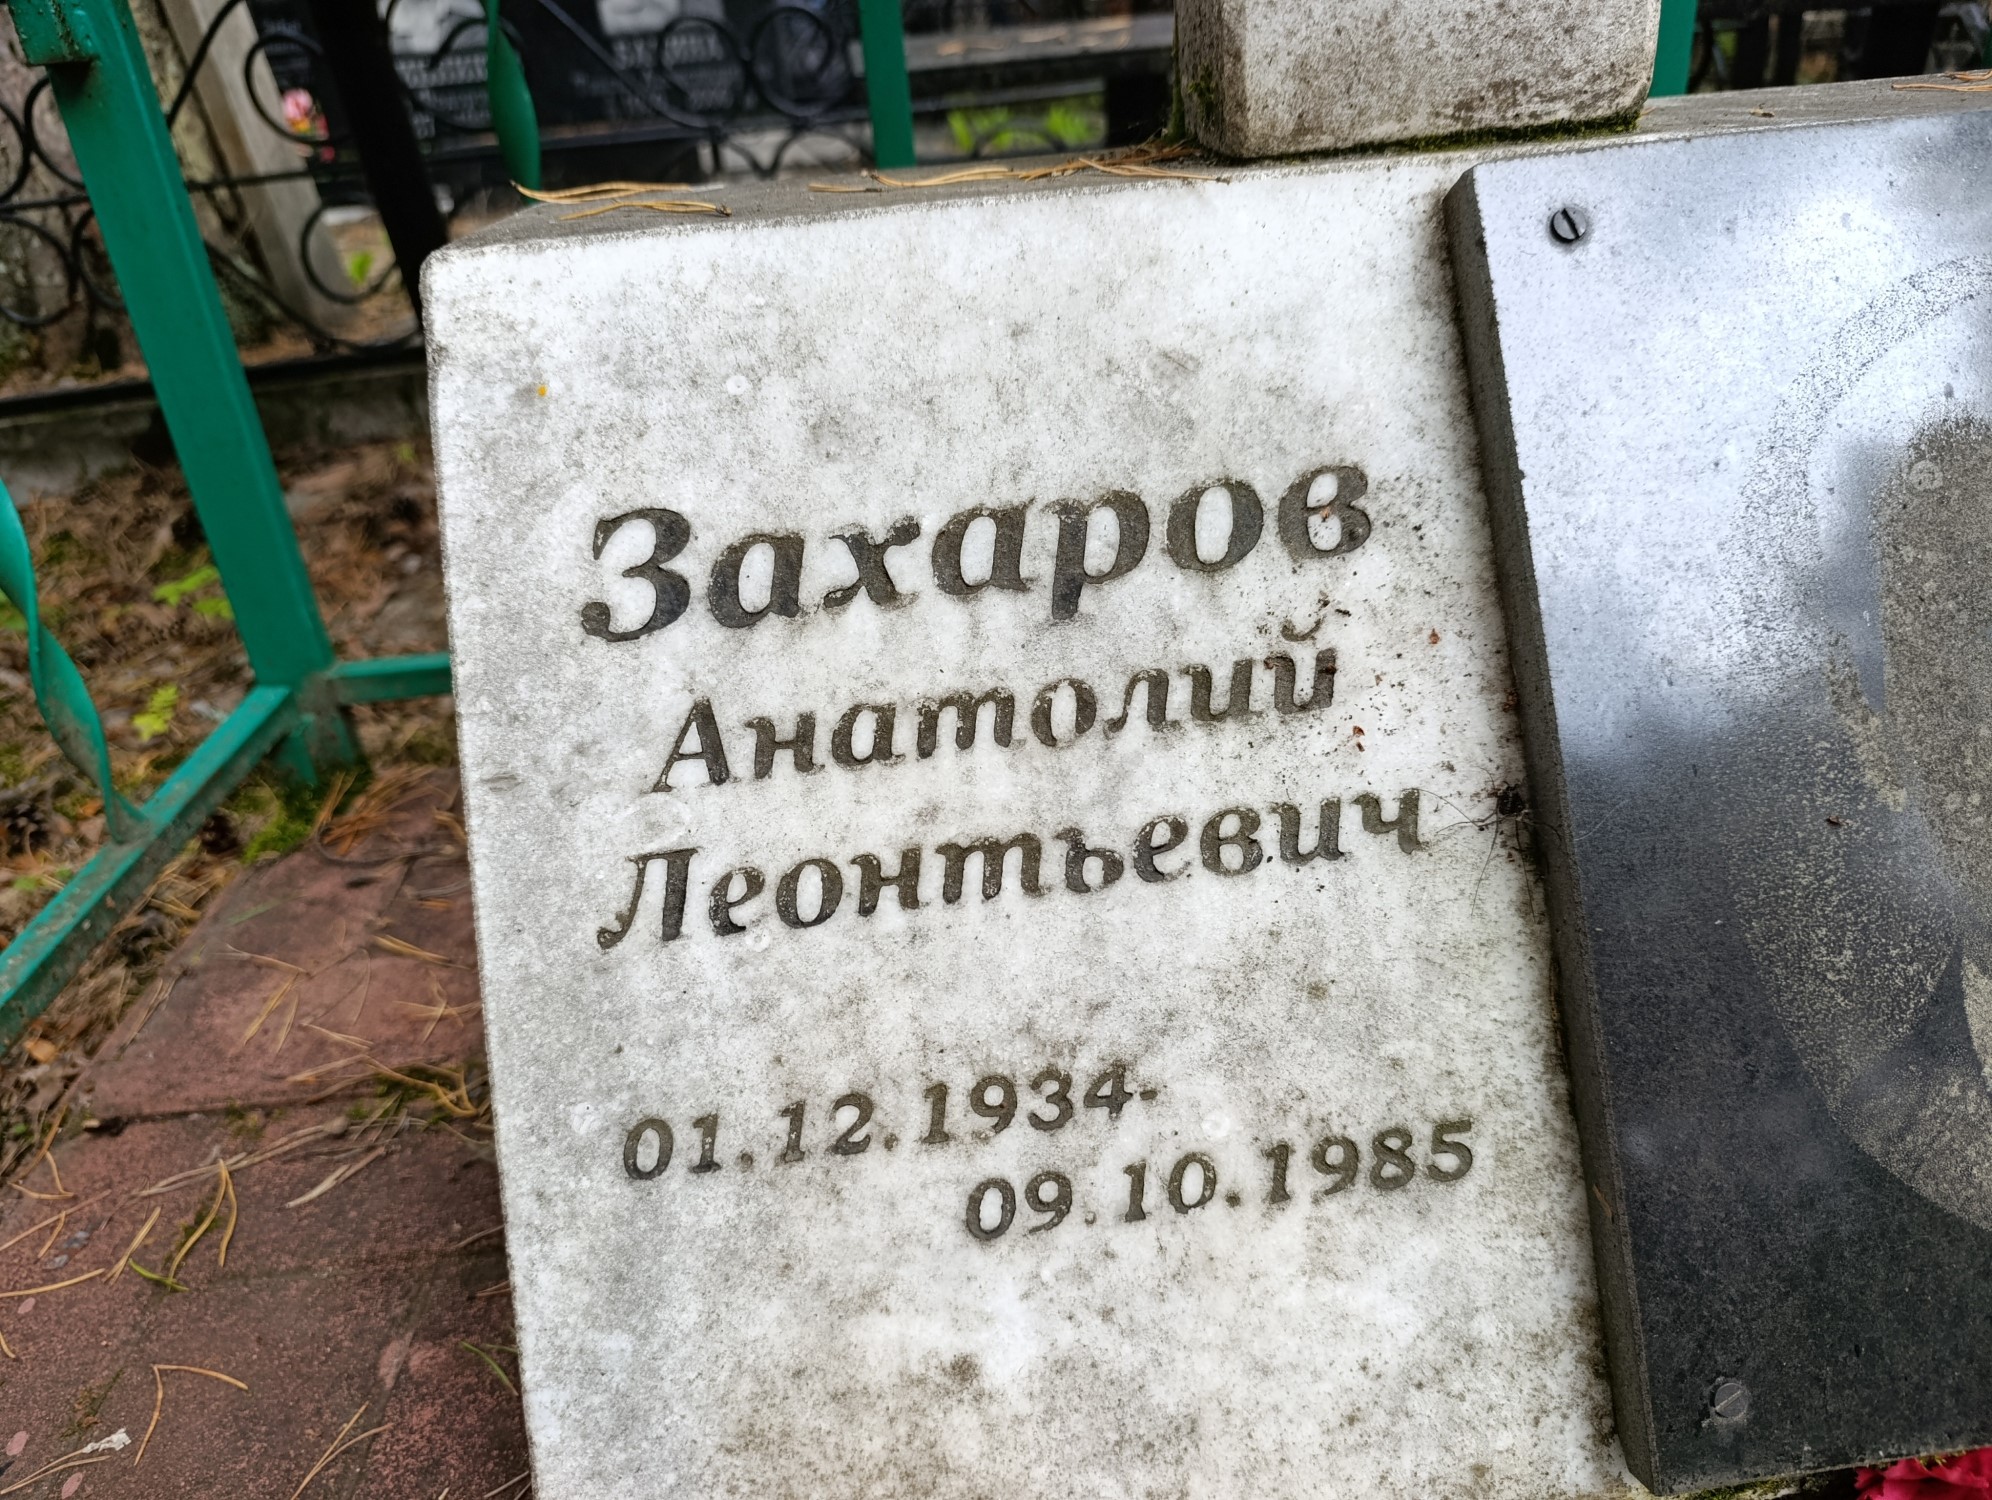 Захаров
Анатолий
Леонтьевич
01.12.1934-
09.10.1985